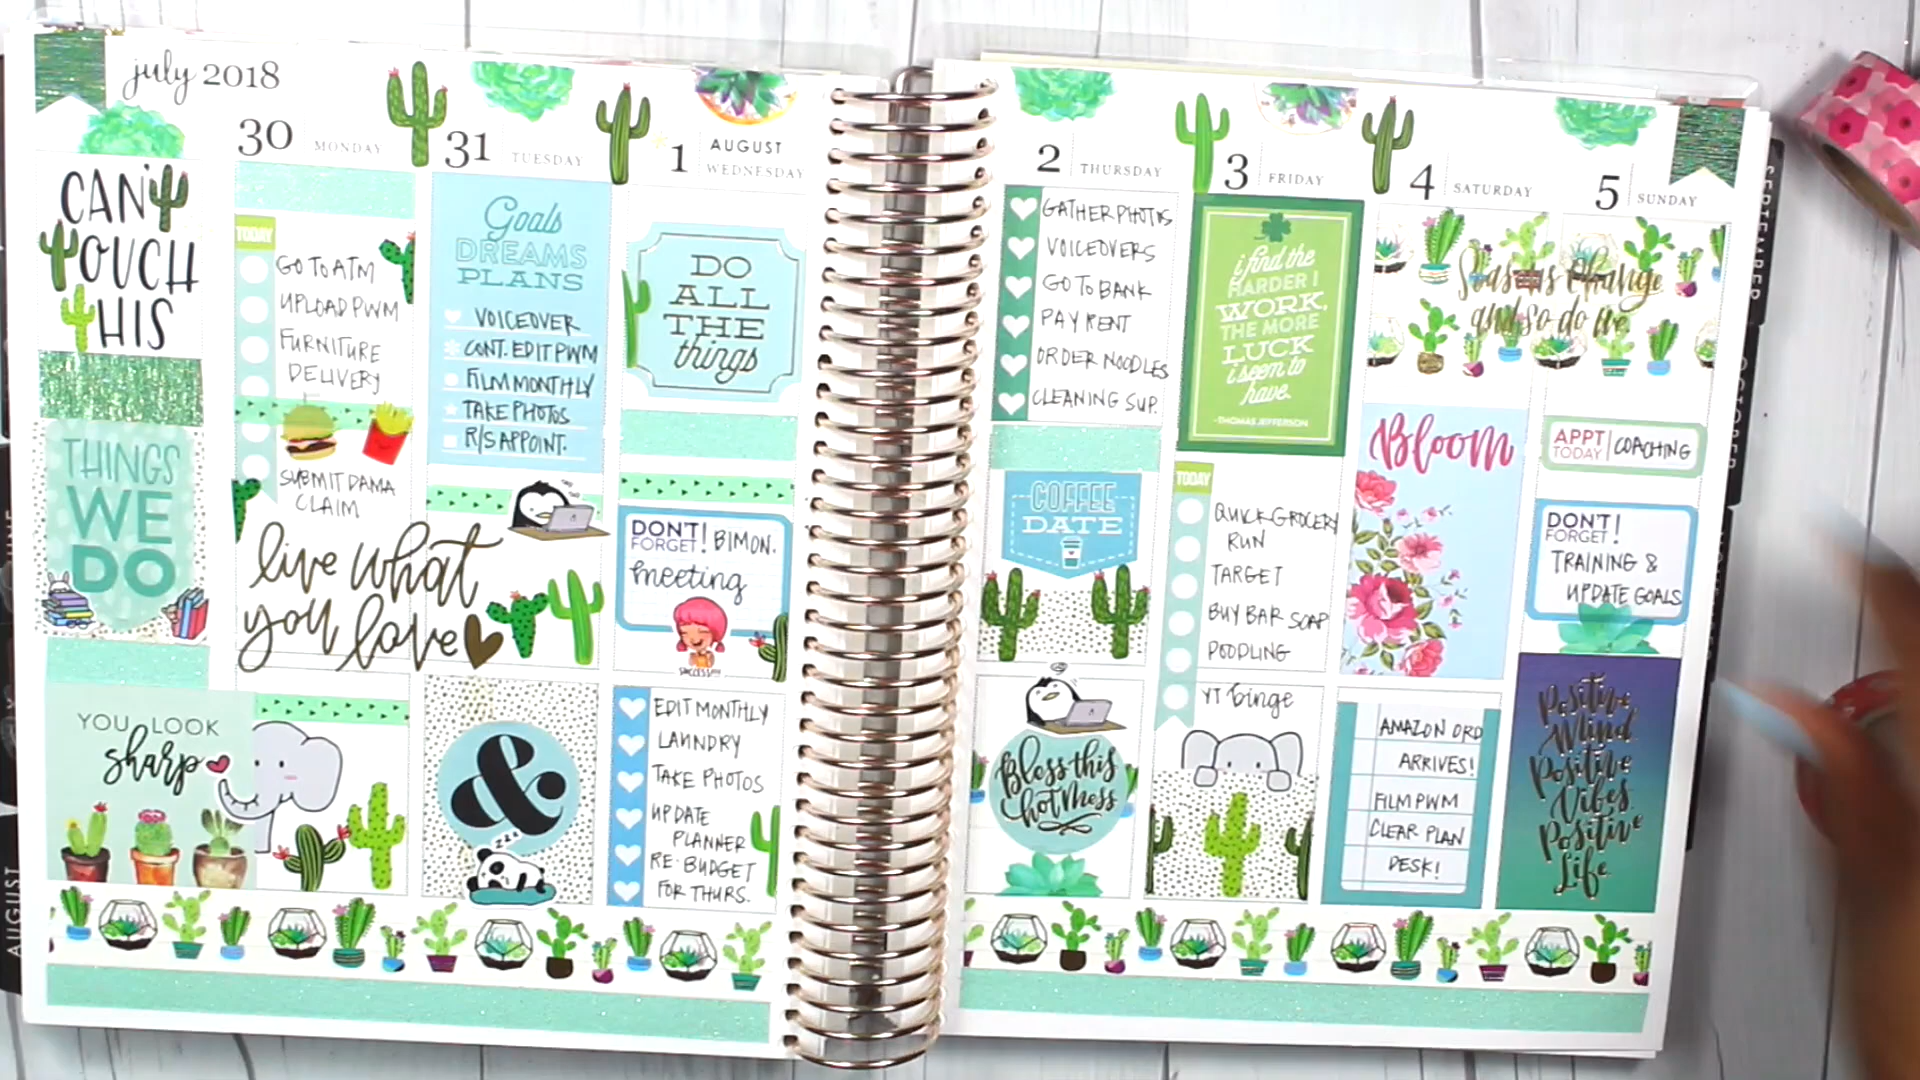 july 2018
30 MONDAY
31 TUESDAY
AUGUST
1 WEDNESDAY
2 THURSDAY
3 FRIDAY
4 SATURDAY
5 SUNDAY
CAN'T
TOUCH
THIS
THINGS
WE
DO
YOU LOOK
sharp
TODAY
GO TO ATM
UPLOAD PWM
FURNITURE
DELIVERY
SUBMIT DAMA
CLAIM
live what
you love
Goals
DREAMS
PLANS
VOICEOVER
CONT. EDIT PWM
FILM MONTHLY
TAKE PHOTOS
R/S APPOINT.
&
DO
ALL
THE
things
DON'T
FORGET! BIMON.
meeting
SUCCESS!!!!
EDIT MONTHLY
LAUNDRY
TAKE PHOTOS
UPDATE
PLANNER
RE-BUDGET
FOR THURS.
GATHER PHOTOS
VOICEOVERS
GO TO BANK
PAY RENT
ORDER NOODLES
CLEANING SUP.
COFFEE
DATE
Bless this
hot mess
i find the
HARDER I
WORK,
THE MORE
LUCK
i seem to
have.
-THOMAS JEFFERSON
TODAY
QUICK GROCERY
RUN
TARGET
BUY BAR SOAP
POODLING
YT binge
Seasons change
and so do we
Bloom
AMAZON ORD
ARRIVES!
FILM PWM
CLEAR PLAN
DESK!
APPT
TODAY COACHING
DON'T
FORGET!
TRAINING &
UPDATE GOALS
Positive
Mind
Positive
Vibes
Positive
Life
AUGUST
SEPTEMBER
OCTOBER